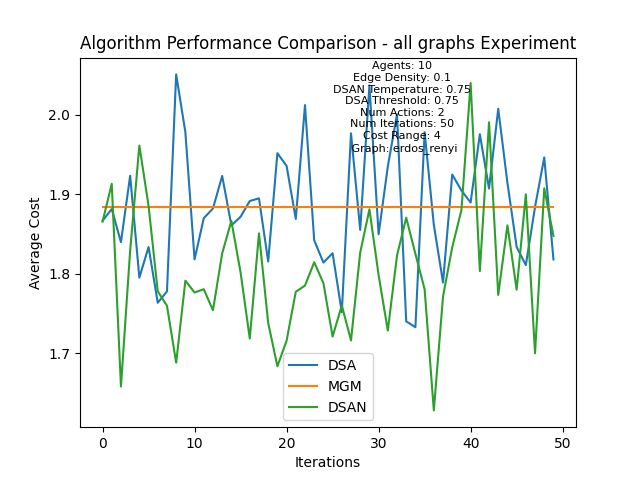 Algorithm Performance Comparison - all graphs Experiment
Agents: 10
Edge Density: 0.1
DSAN Temperature: 0.75
DSA Threshold: 0.75
Num Actions: 2
Num Iterations: 50
Cost Range: 4
Graph: erdos_renyi
Average Cost
2.0
1.9
1.8
1.7
DSA
MGM
DSAN
0 10 20 30 40 50
Iterations